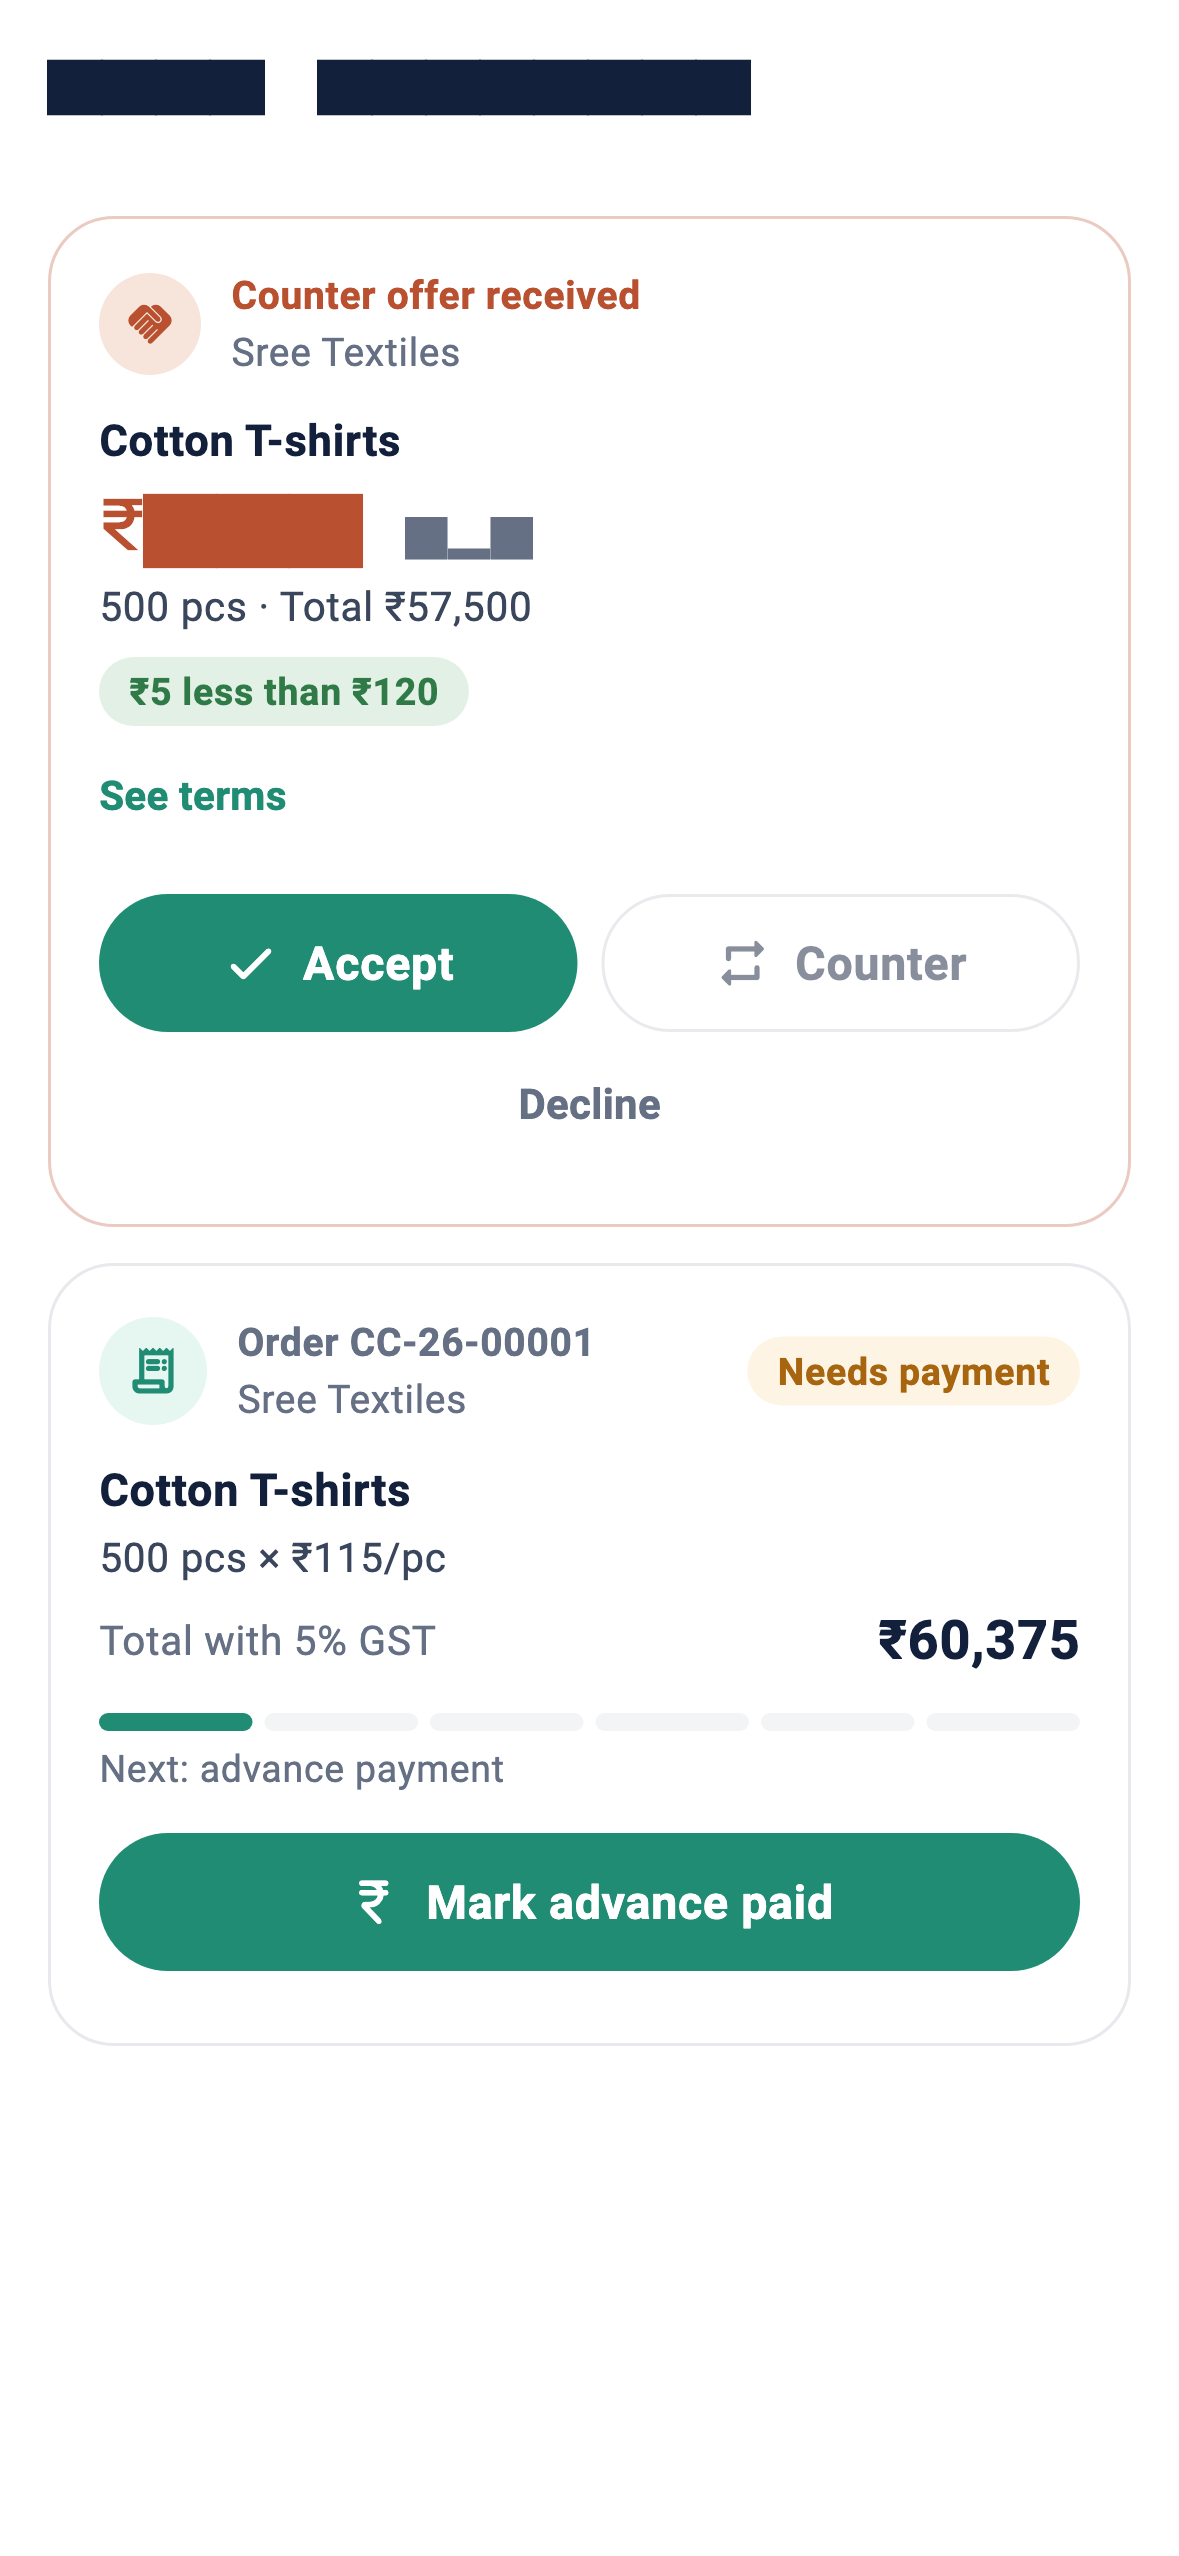 Counter offer received
Sree Textiles
Cotton T-shirts
₹
500 pcs · Total ₹57,500
₹5 less than ₹120
See terms
Accept
Counter
Decline
Order CC-26-00001
Sree Textiles
Needs payment
Cotton T-shirts
500 pcs × ₹115/pc
Total with 5% GST
₹60,375
Next: advance payment
₹ Mark advance paid